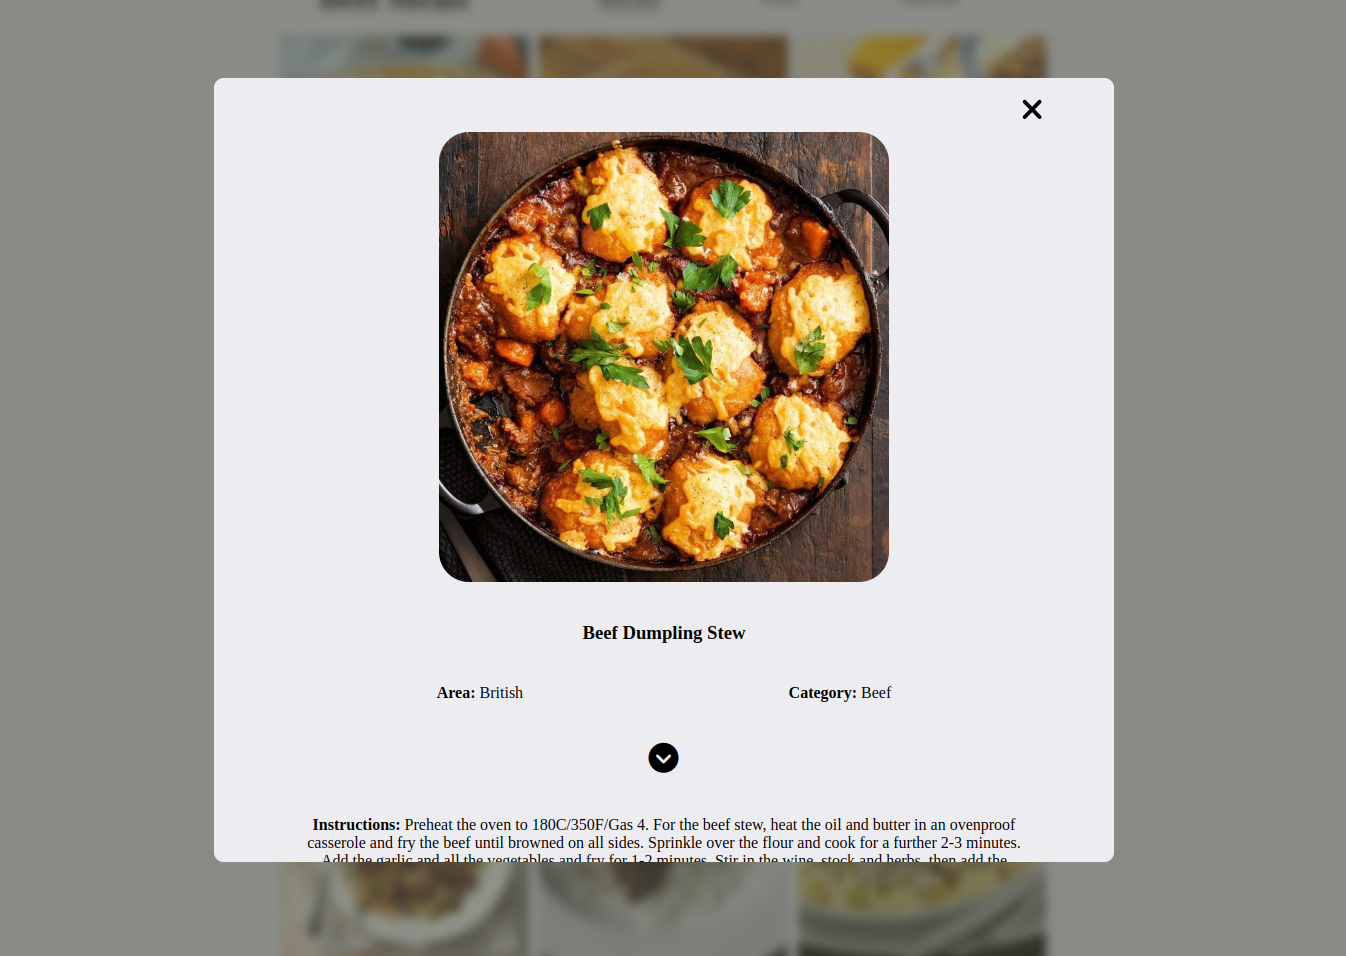 Beef Dumpling Stew
Area: British
Category: Beef
Instructions: Preheat the oven to 180C/350F/Gas 4. For the beef stew, heat the oil and butter in an ovenproof
casserole and fry the beef until browned on all sides. Sprinkle over the flour and cook for a further 2-3 minutes.
Add the garlic and all the vegetables and fry for 1-2 minutes. Stir in the wine, stock and herbs, then add the